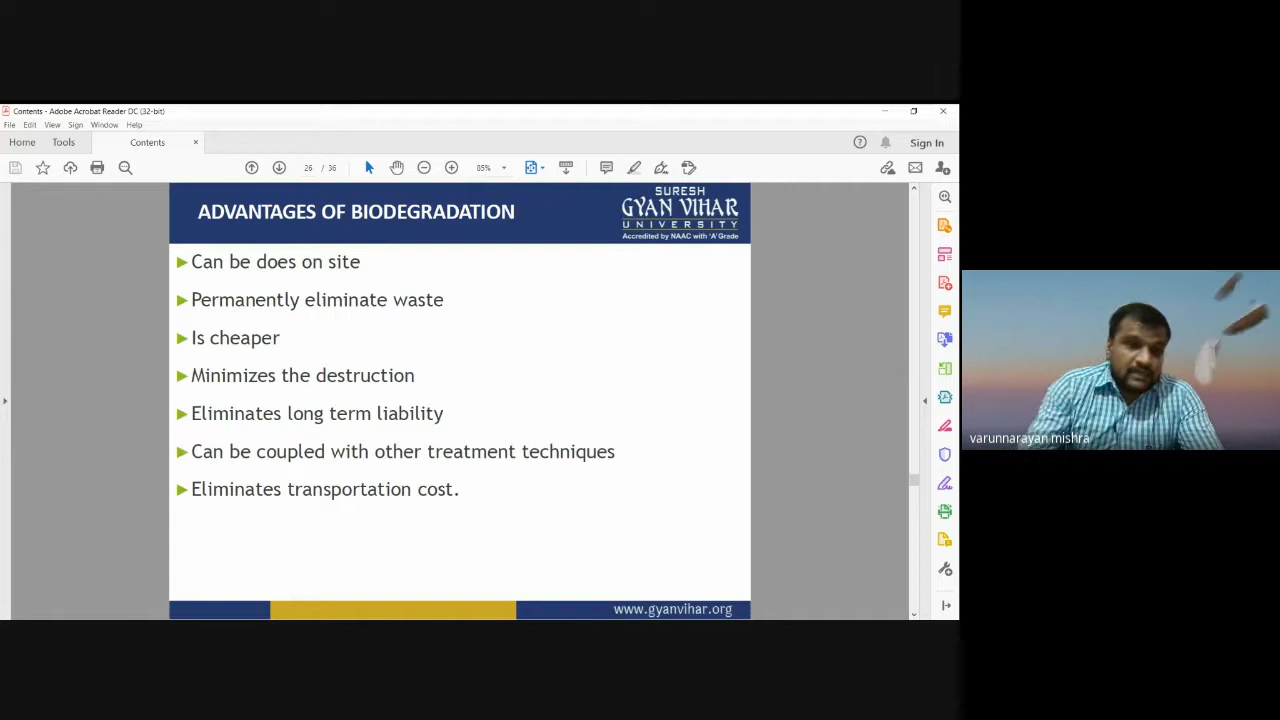 Contents - Adobe Acrobat Reader DC (32-bit)
File Edit View Sign Window Help
Home Tools Contents × Sign In
26 / 36 85%
ADVANTAGES OF BIODEGRADATION
SURESH
GYAN VIHAR
UNIVERSITY
Accredited by NAAC with 'A' Grade
Can be does on site
Permanently eliminate waste
Is cheaper
Minimizes the destruction
Eliminates long term liability
Can be coupled with other treatment techniques
Eliminates transportation cost.
www.gyanvihar.org
varunnarayan mishra